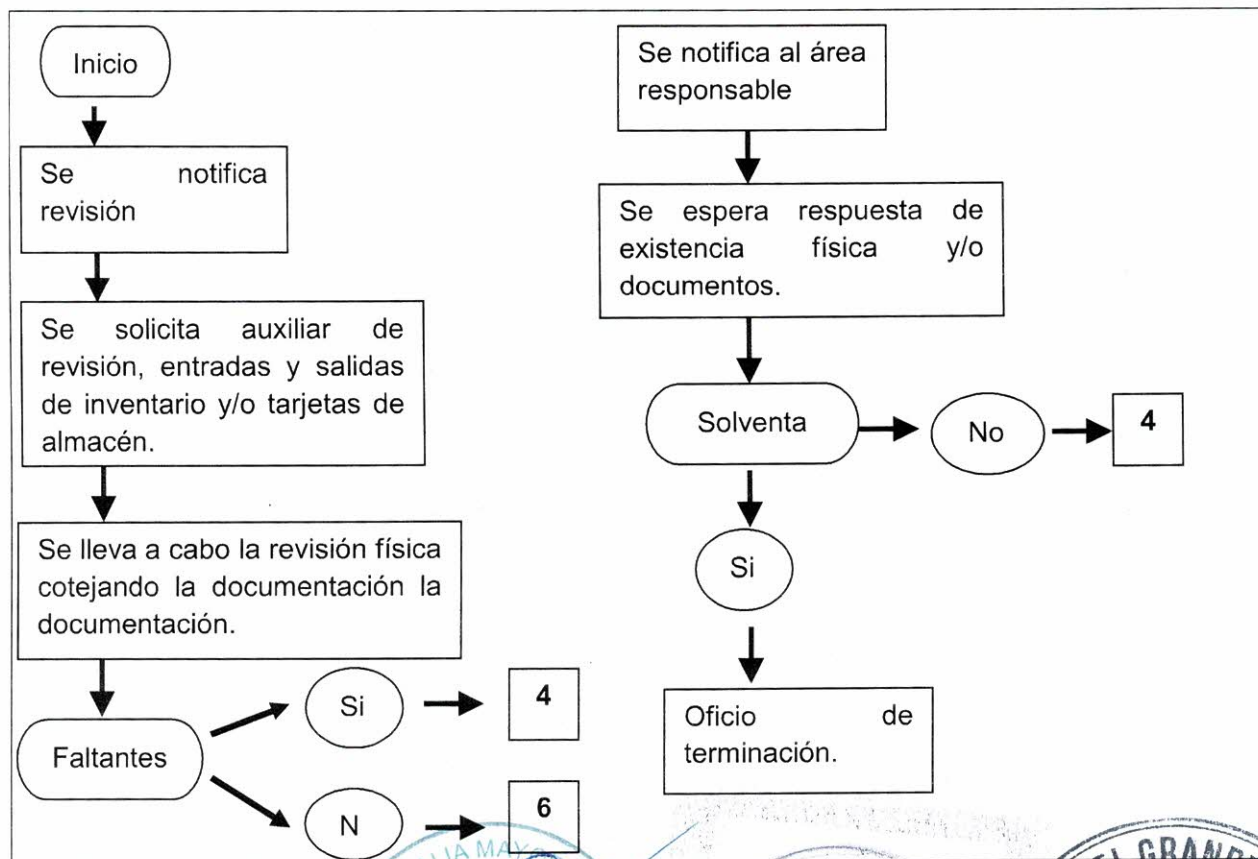 Inicio
Se notifica
revisión
Se solicita auxiliar de
revisión, entradas y salidas
de inventario y/o tarjetas de
almacén.
Se lleva a cabo la revisión física
cotejando la documentación la
documentación.
Faltantes
Si
4
N
6
Se notifica al área
responsable
Se espera respuesta de
existencia física y/o
documentos.
Solventa
No
4
Si
Oficio de
terminación.